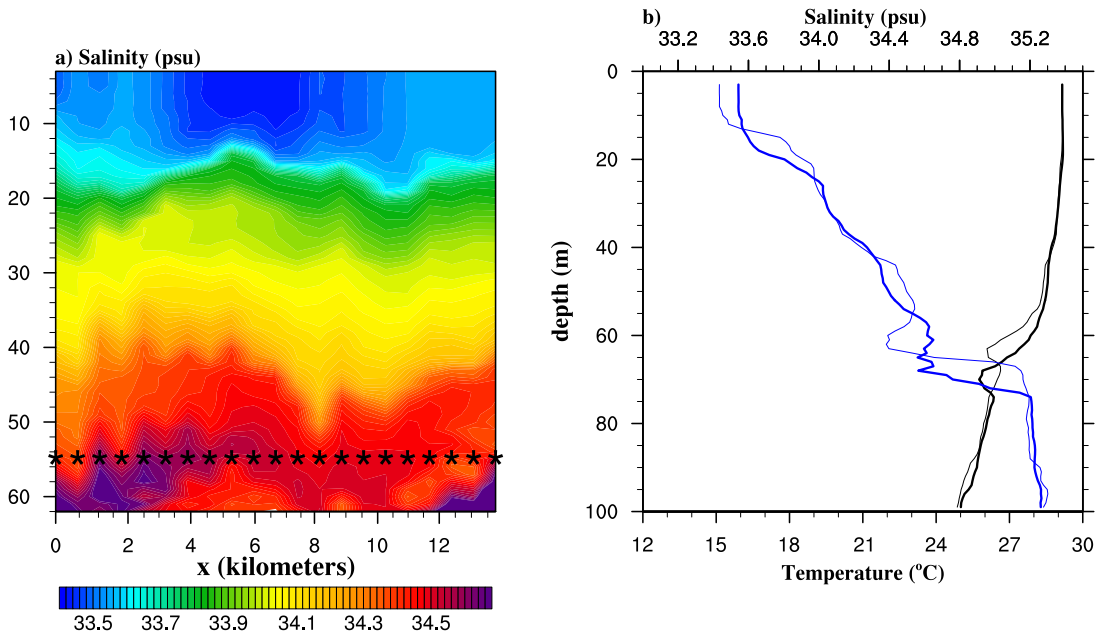 b) Salinity (psu)
33.2 33.6 34.0 34.4 34.8 35.2
a) Salinity (psu)
10
20
30
40
50
60
0 2 4 6 8 10 12
x (kilometers)
33.5 33.7 33.9 34.1 34.3 34.5
depth (m)
0
20
40
60
80
100
12 15 18 21 24 27 30
Temperature (°C)